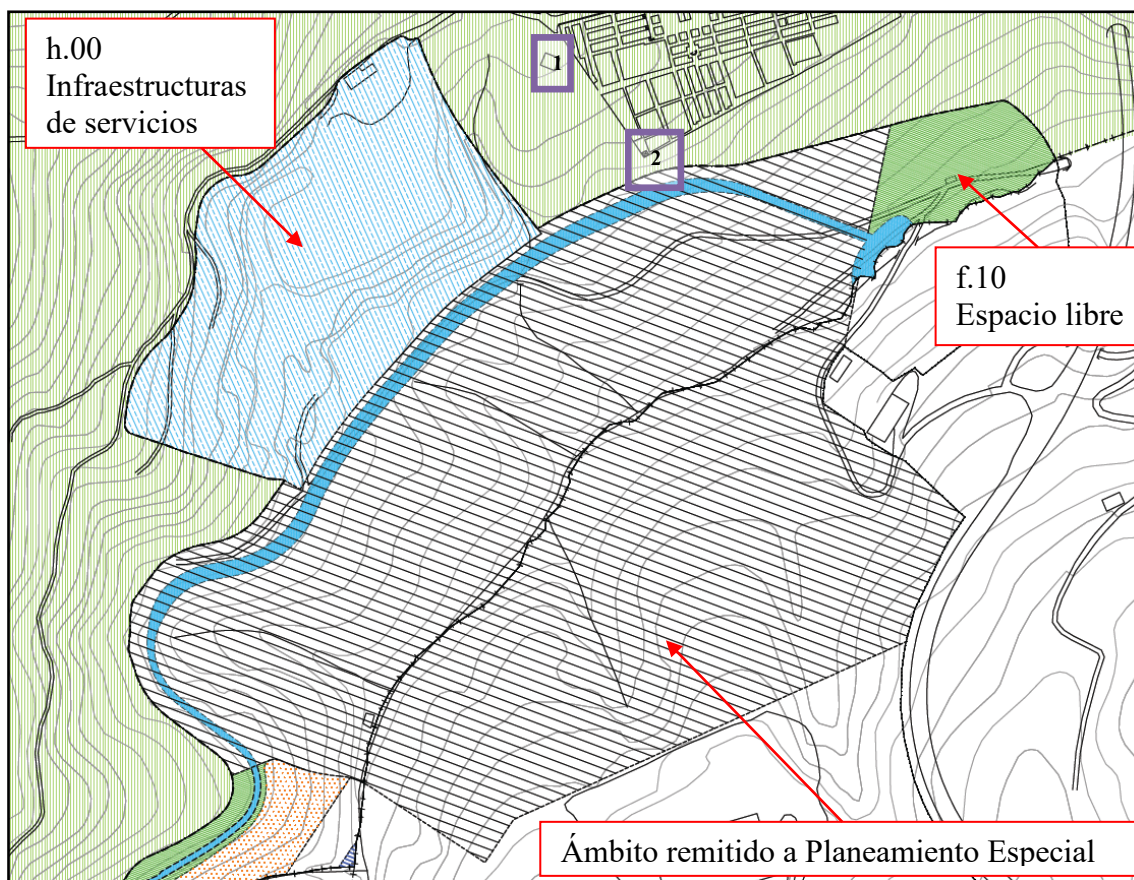 h.00
Infraestructuras
de servicios
1
2
f.10
Espacio libre
Ámbito remitido a Planeamiento Especial